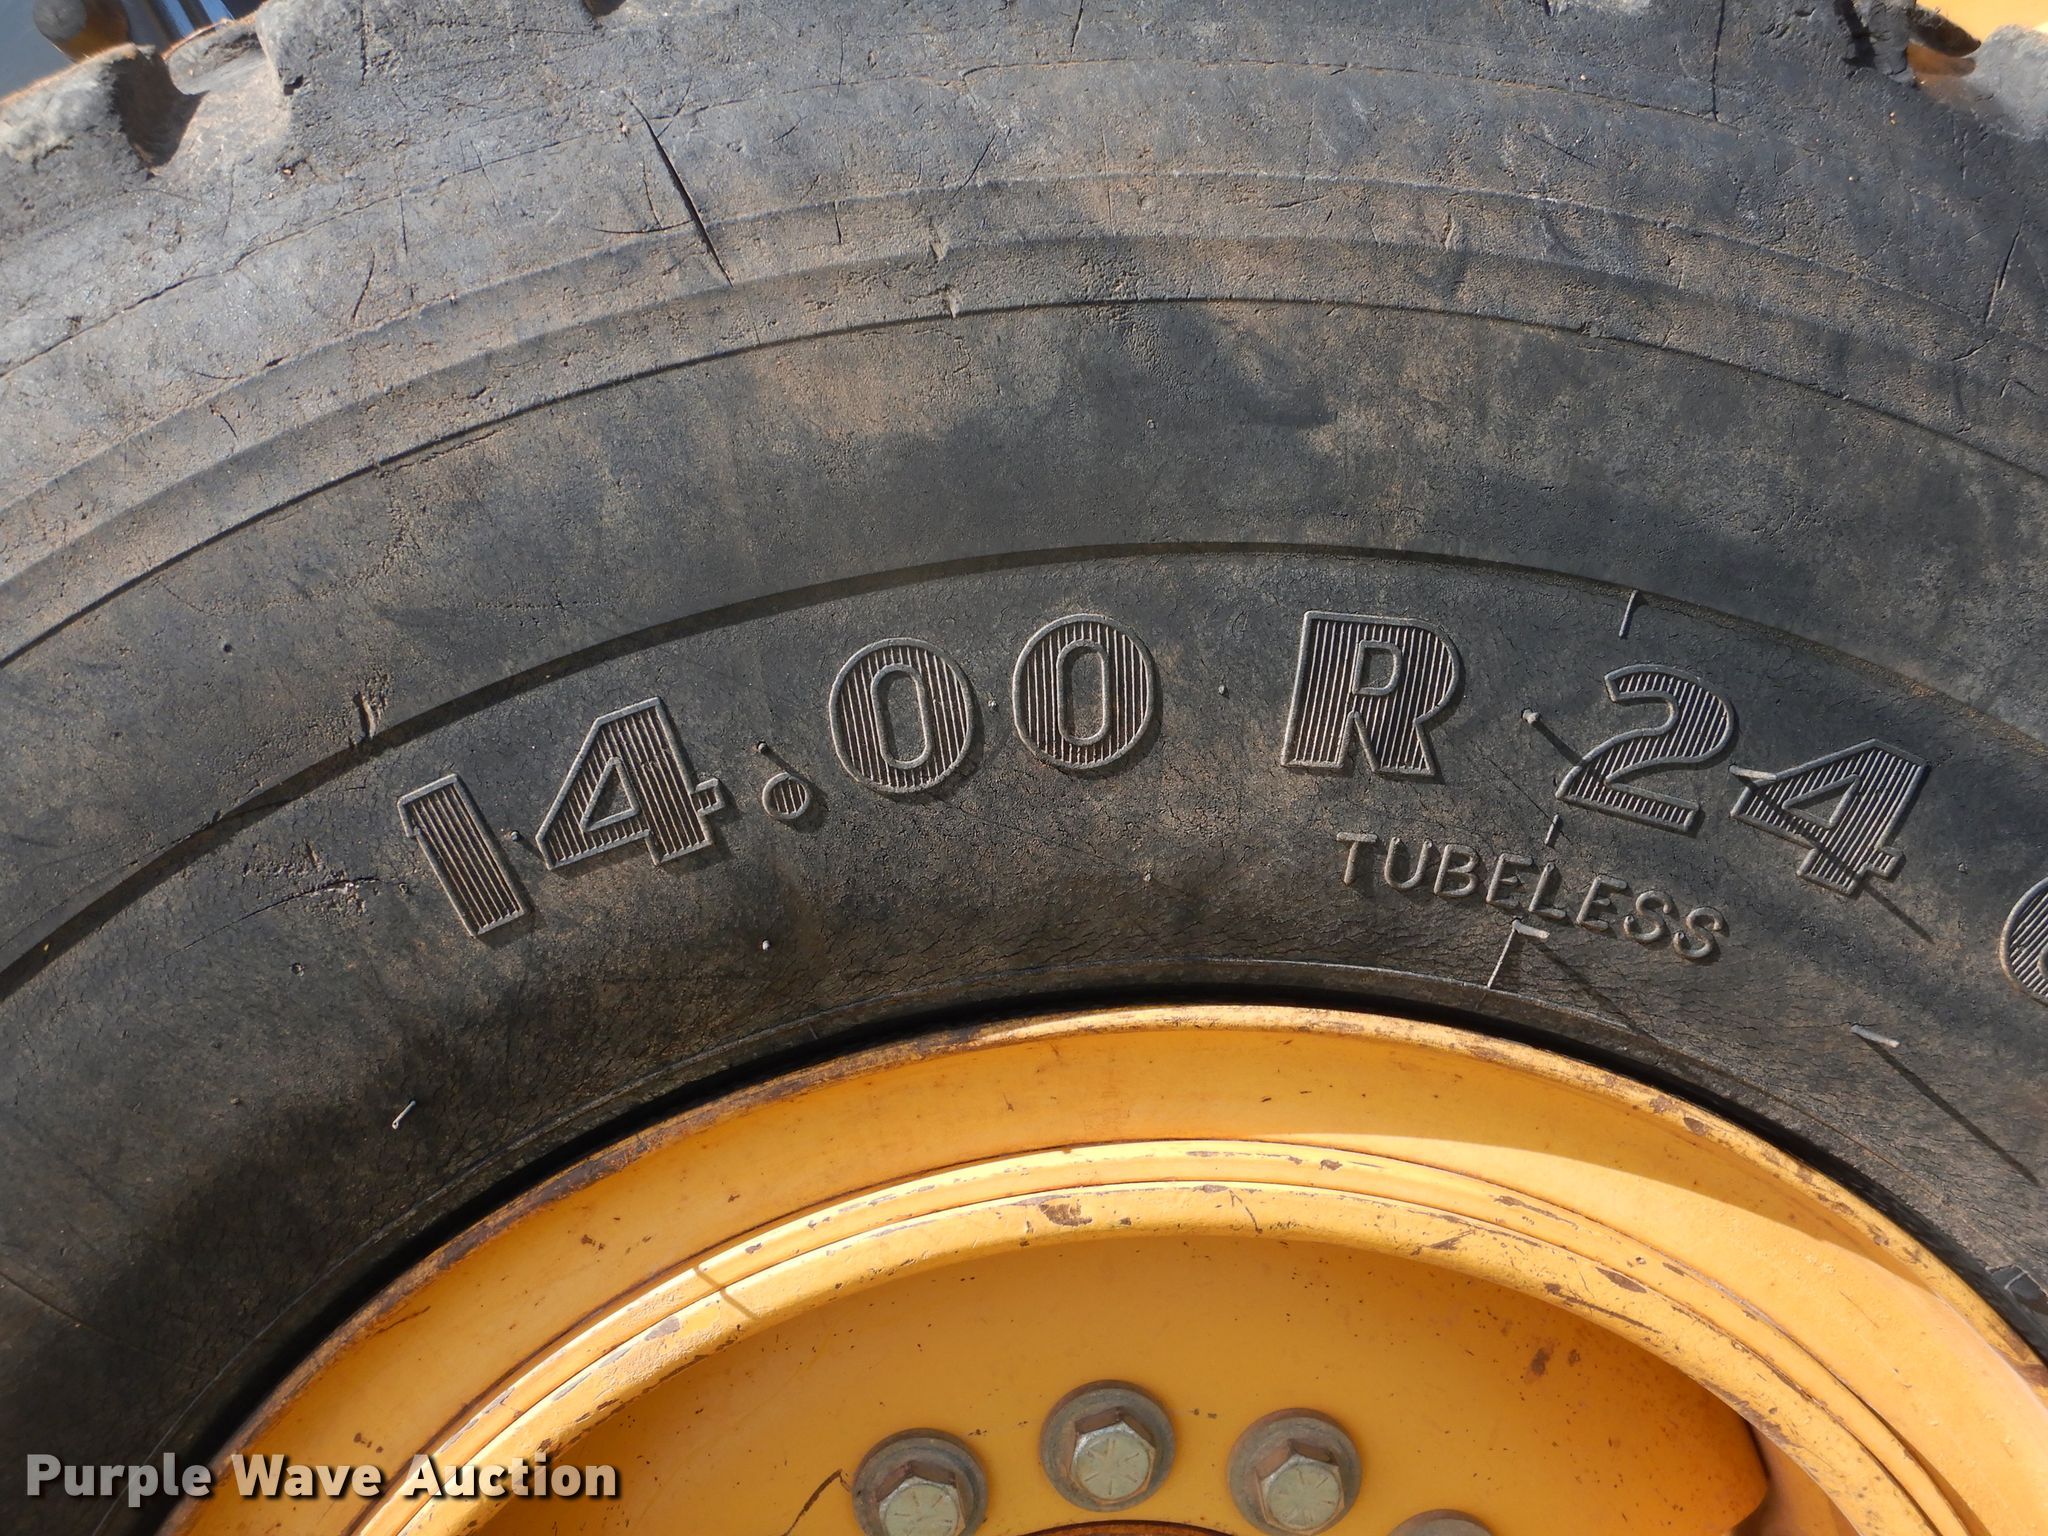 14.00 R 24
TUBELESS
Purple Wave Auction